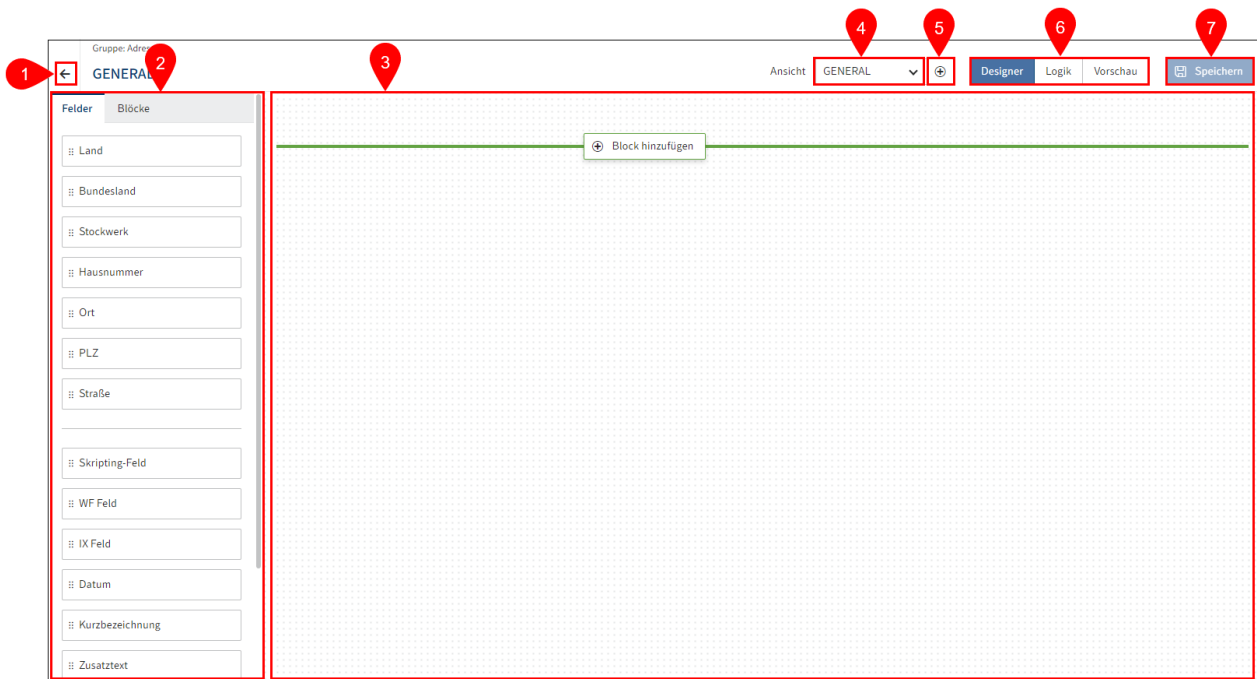 4
5
6
7
Gruppe: Adres
1
GENERAL
2
3
Ansicht
GENERAL
Designer
Logik
Vorschau
Speichern
Felder
Blöcke
Land
Block hinzufügen
Bundesland
Stockwerk
Hausnummer
Ort
PLZ
Straße
Skripting-Feld
WF Feld
IX Feld
Datum
Kurzbezeichnung
Zusatztext